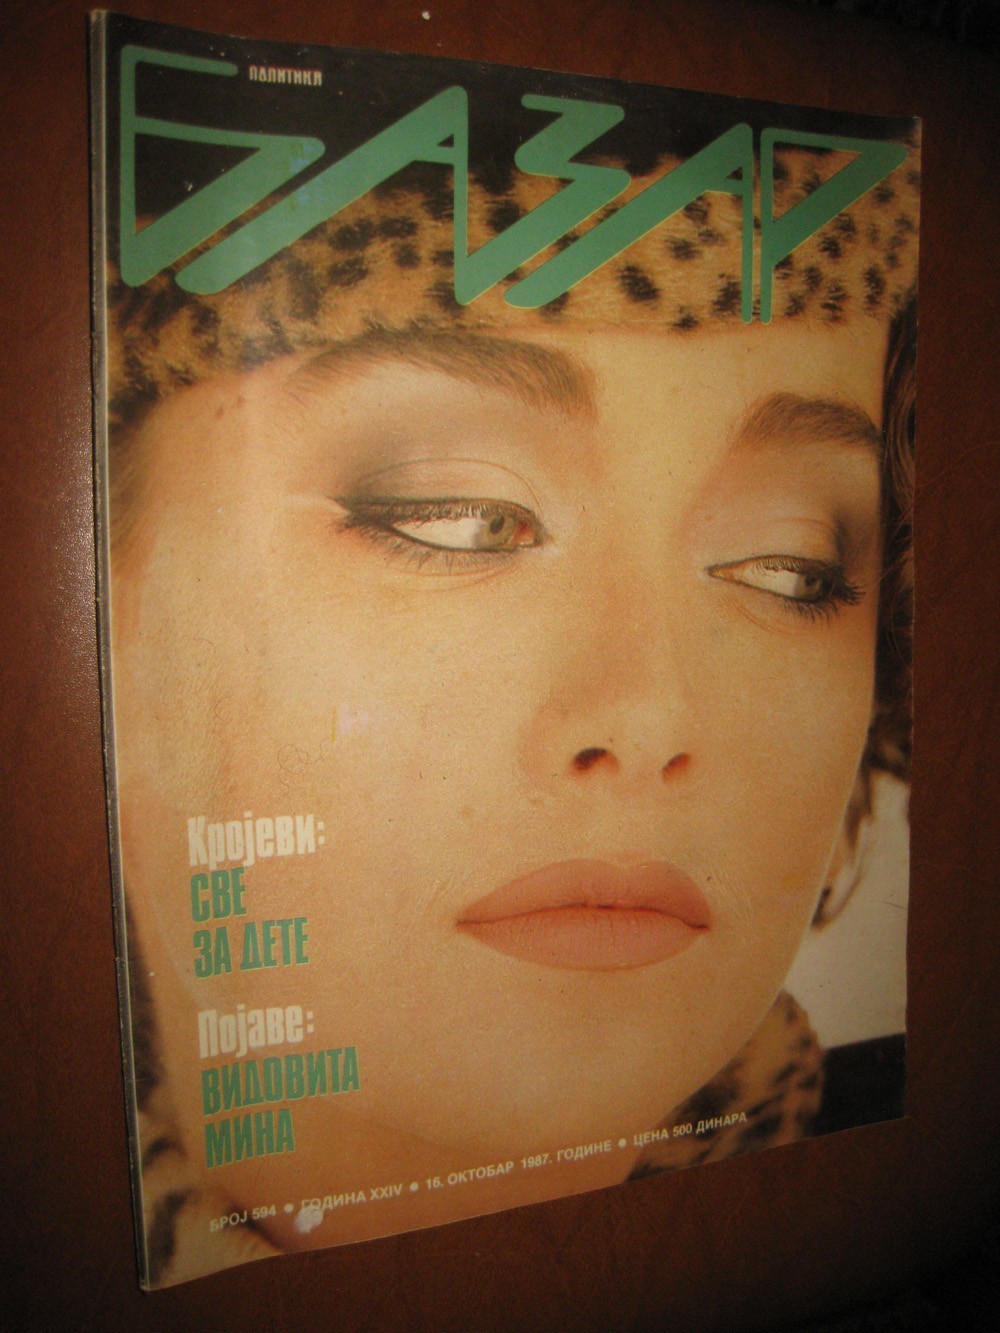 ПОЛИТИКА
БАЗАР
Кројеви:
СВЕ
ЗА ДЕТЕ
Појаве:
ВИДОВИТА
МИНА
БРОЈ 594 ● ГОДИНА XXIV ● 16. ОКТОБАР 1987. ГОДИНЕ ● ЦЕНА 500 ДИНАРА